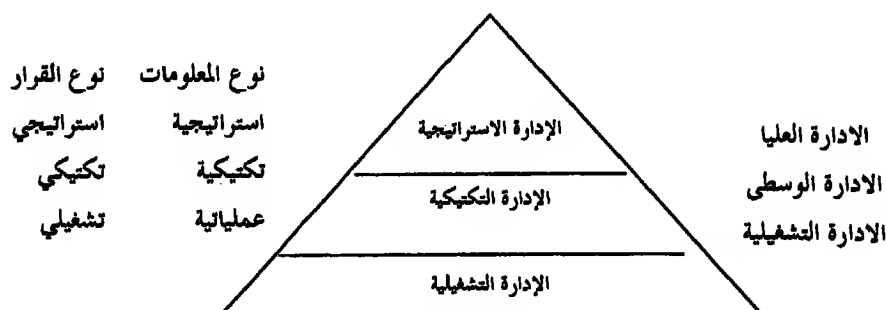 نوع المعلومات نوع القرار
الإدارة الاستراتيجية
الادارة العليا
استراتيجية استراتيجي
الادارة الوسطى
الإدارة التكتيكية
تكتيكية تكتيكي
الادارة التشغيلية
عملياتية تشغيلي
الإدارة التشغيلية